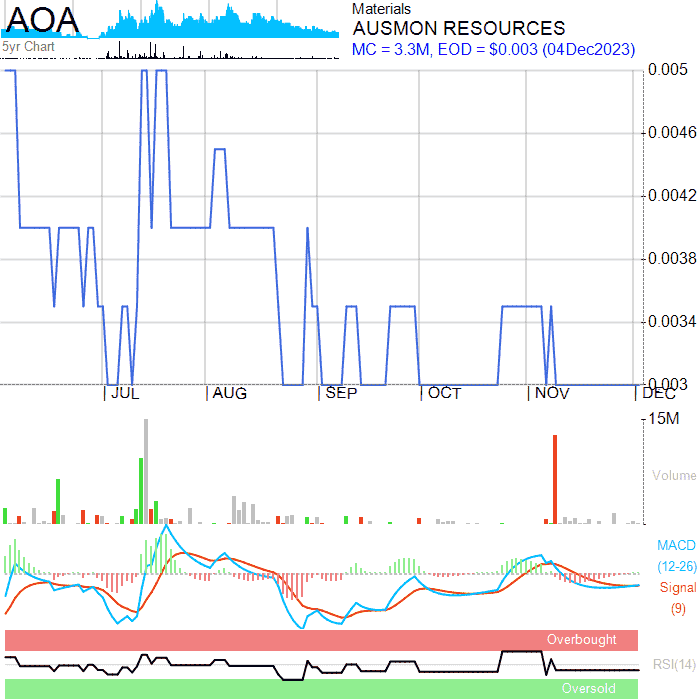 AOA
5yr Chart
Materials
AUSMON RESOURCES
MC = 3.3M, EOD = $0.003 (04Dec2023)
0.005
0.0046
0.0042
0.0038
0.0034
0.003
JUL AUG SEP OCT NOV DEC
15M
Volume
MACD
(12-26)
Signal
(9)
Overbought
RSI(14)
Oversold